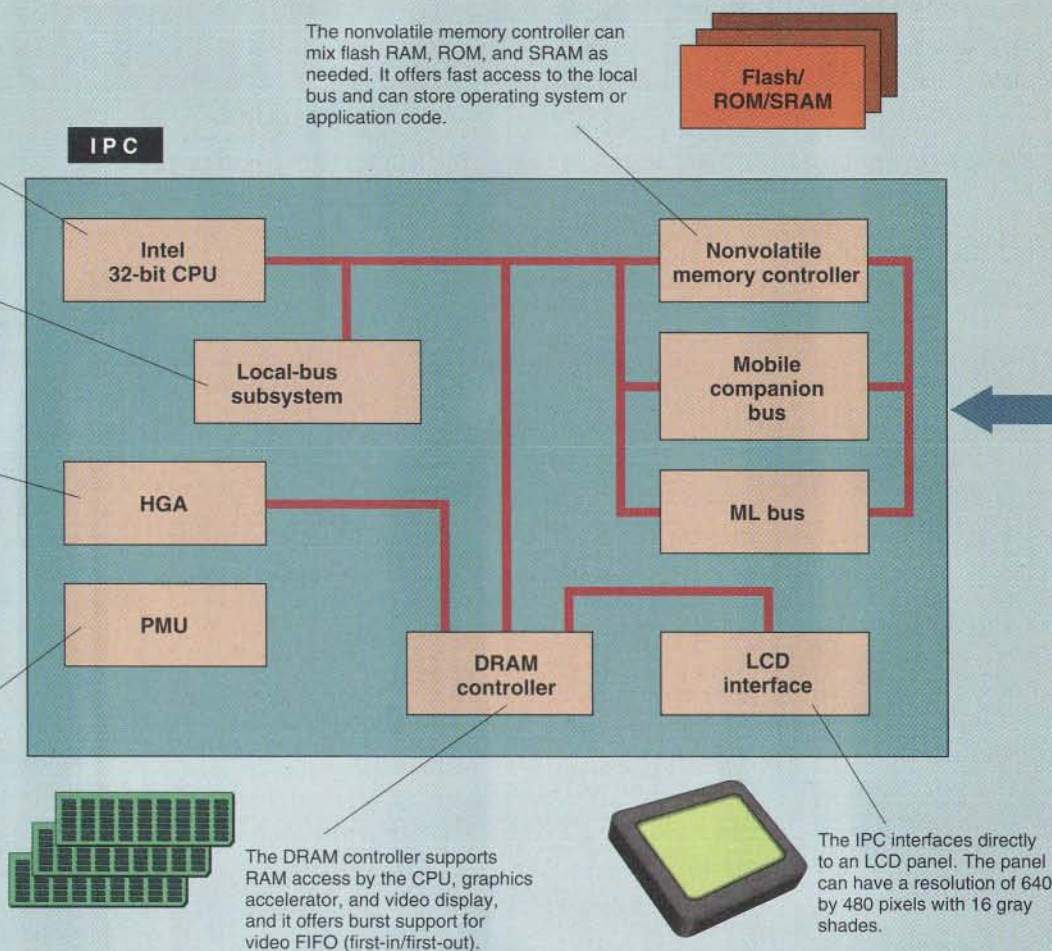 The nonvolatile memory controller can
mix flash RAM, ROM, and SRAM as
needed. It offers fast access to the local
bus and can store operating system or
application code.
Flash/
ROM/SRAM
IPC
Intel
32-bit CPU
Nonvolatile
memory controller
Local-bus
subsystem
Mobile
companion
bus
HGA
ML bus
PMU
DRAM
controller
LCD
interface
The DRAM controller supports
RAM access by the CPU, graphics
accelerator, and video display,
and it offers burst support for
video FIFO (first-in/first-out).
The IPC interfaces directly
to an LCD panel. The panel
can have a resolution of 640
by 480 pixels with 16 gray
shades.